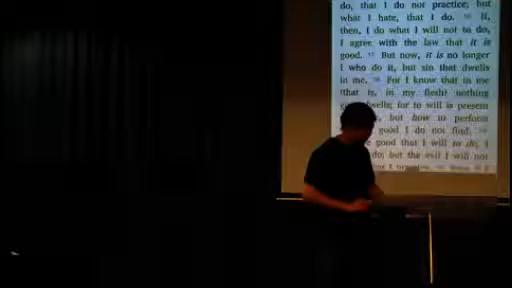 do, that I do not practice; but
what I hate, that I do. 16 If,
then, I do what I will not to do,
I agree with the law that it is
good. 17 But now, it is no longer
I who do it, but sin that dwells
in me. 18 For I know that in me
(that is, in my flesh) nothing
good dwells; for to will is present
but how to perform
good I do not find.
good that I will to do, I
do; but the evil I will not